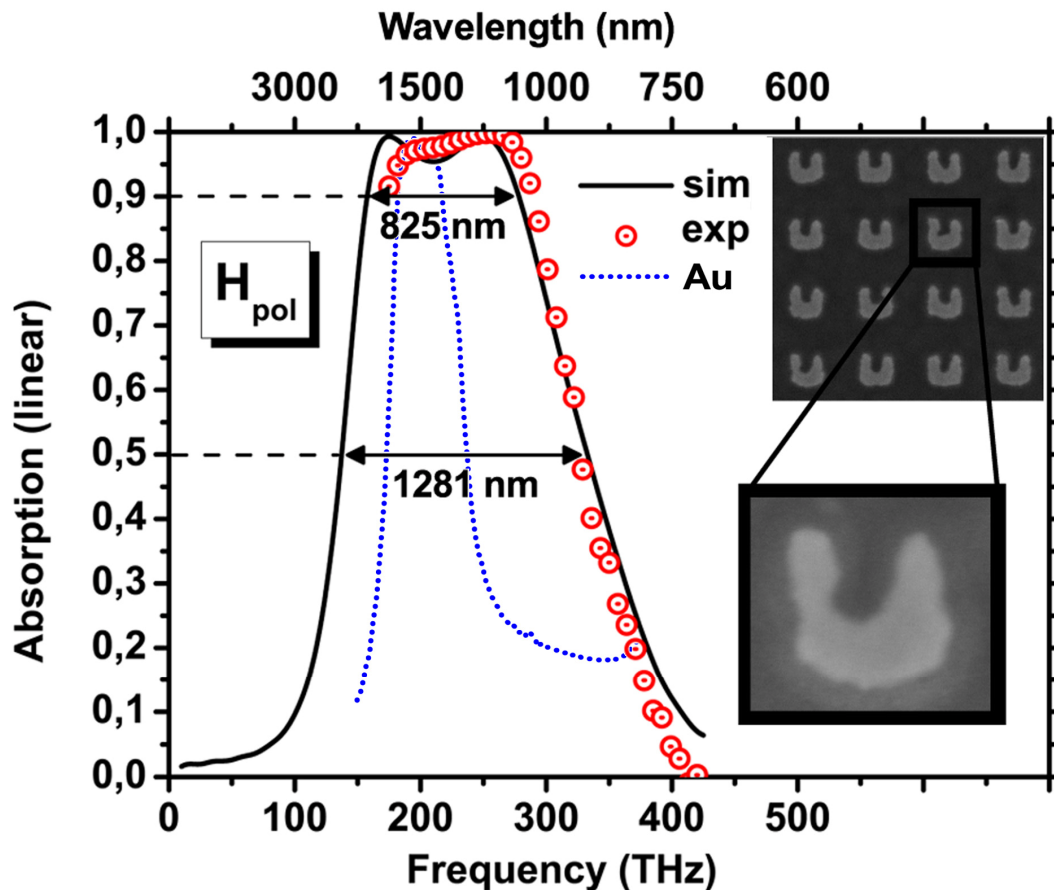 Wavelength (nm)
3000 1500 1000 750 600
1,0
0,9
0,8
0,7
0,6
0,5
0,4
0,3
0,2
0,1
0,0
Absorption (linear)
H pol
825 nm
1281 nm
sim
exp
Au
0 100 200 300 400 500
Frequency (THz)